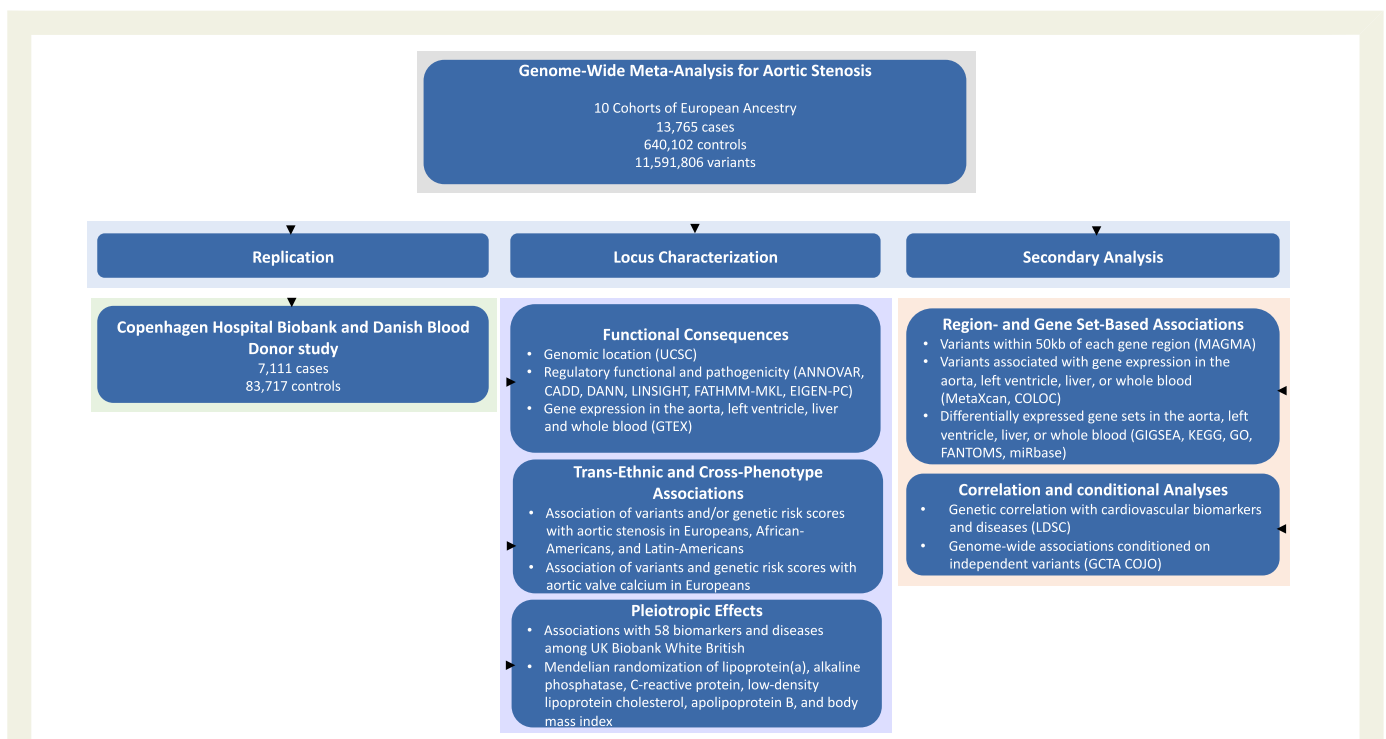 Genome-Wide Meta-Analysis for Aortic Stenosis
10 Cohorts of European Ancestry
13,765 cases
640,102 controls
11,591,806 variants
Replication
Locus Characterization
Secondary Analysis
Copenhagen Hospital Biobank and Danish Blood
Donor study
7,111 cases
83,717 controls
Functional Consequences
• Genomic location (UCSC)
• Regulatory functional and pathogenicity (ANNOVAR,
CADD, DANN, LINSIGHT, FATHMM-MKL, EIGEN-PC)
• Gene expression in the aorta, left ventricle, liver
and whole blood (GTEX)
Trans-Ethnic and Cross-Phenotype
Associations
• Association of variants and/or genetic risk scores
with aortic stenosis in Europeans, African-
Americans, and Latin-Americans
• Association of variants and genetic risk scores with
aortic valve calcium in Europeans
Pleiotropic Effects
• Associations with 58 biomarkers and diseases
among UK Biobank White British
• Mendelian randomization of lipoprotein(a), alkaline
phosphatase, C-reactive protein, low-density
lipoprotein cholesterol, apolipoprotein B, and body
mass index
Region- and Gene Set-Based Associations
• Variants within 50kb of each gene region (MAGMA)
• Variants associated with gene expression in the
aorta, left ventricle, liver, or whole blood
(MetaXcan, COLOC)
• Differentially expressed gene sets in the aorta, left
ventricle, liver, or whole blood (GIGSEA, KEGG, GO,
FANTOMS, miRbase)
Correlation and conditional Analyses
• Genetic correlation with cardiovascular biomarkers
and diseases (LDSC)
• Genome-wide associations conditioned on
independent variants (GCTA COJO)